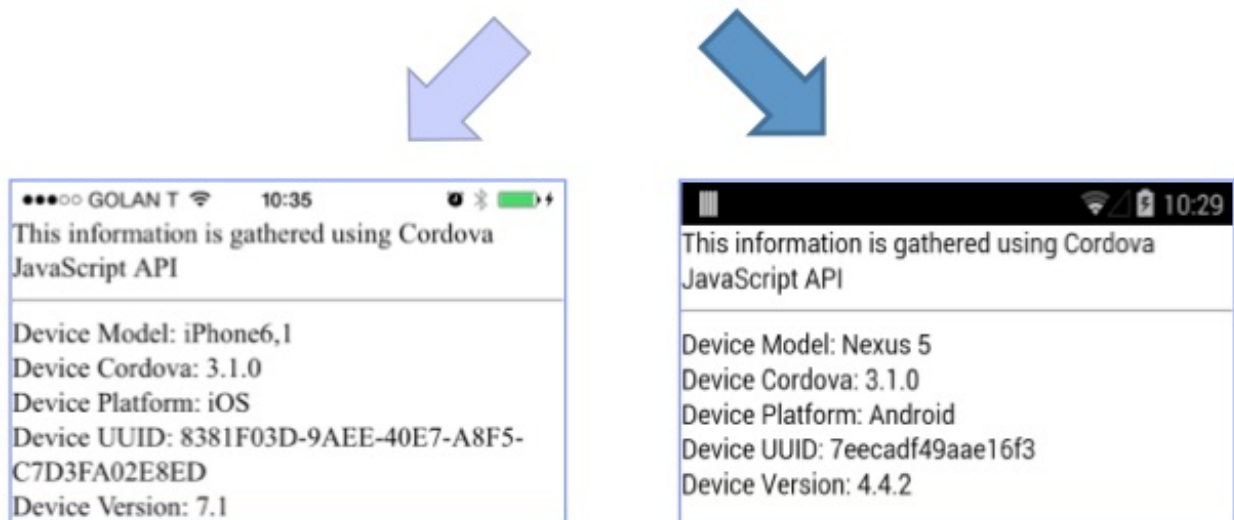 GOLAN T 10:35
This information is gathered using Cordova
JavaScript API
Device Model: iPhone6,1
Device Cordova: 3.1.0
Device Platform: iOS
Device UUID: 8381F03D-9AEE-40E7-A8F5-
C7D3FA02E8ED
Device Version: 7.1
10:29
This information is gathered using Cordova
JavaScript API
Device Model: Nexus 5
Device Cordova: 3.1.0
Device Platform: Android
Device UUID: 7eecadf49aae16f3
Device Version: 4.4.2